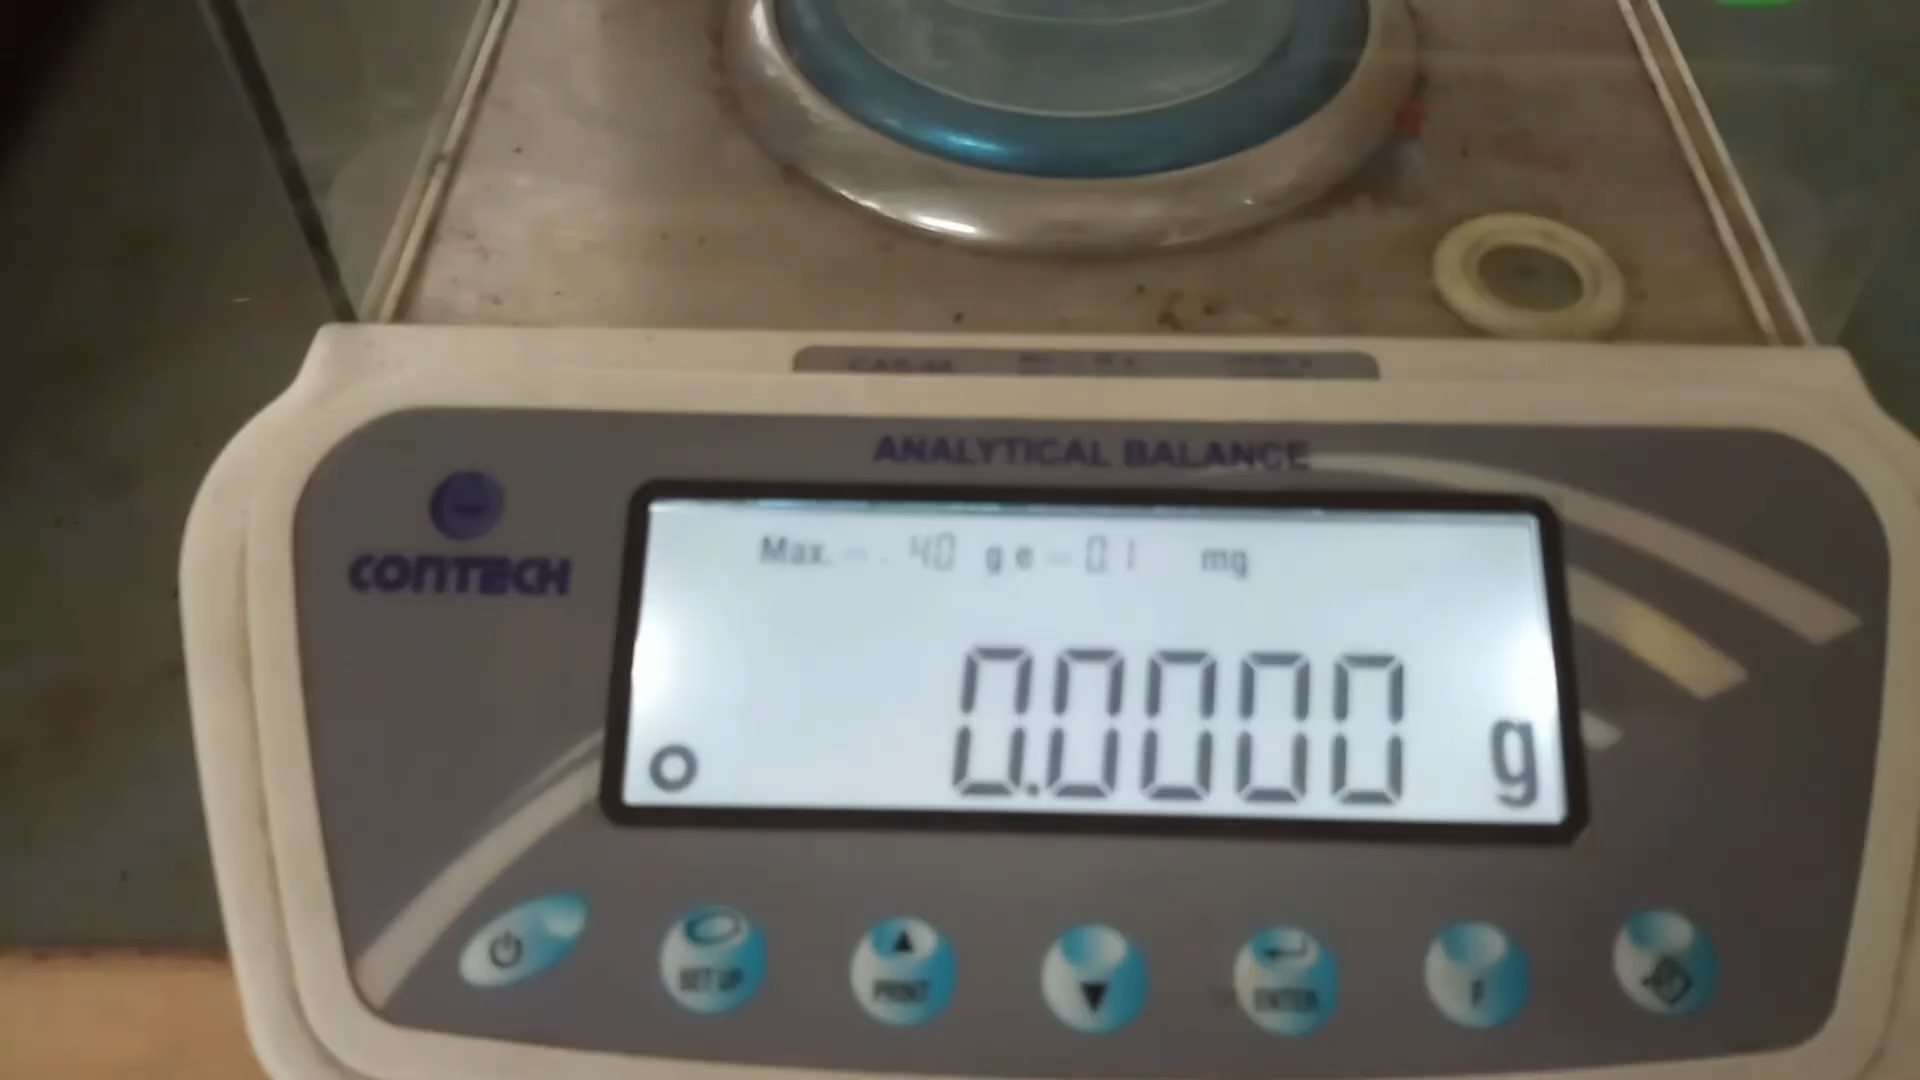 ANALYTICAL BALANCE
CONTECH
Max. - . 40 g e - 0.1 mg
0.0000 g
SET UP
PRINT
ENTER
F